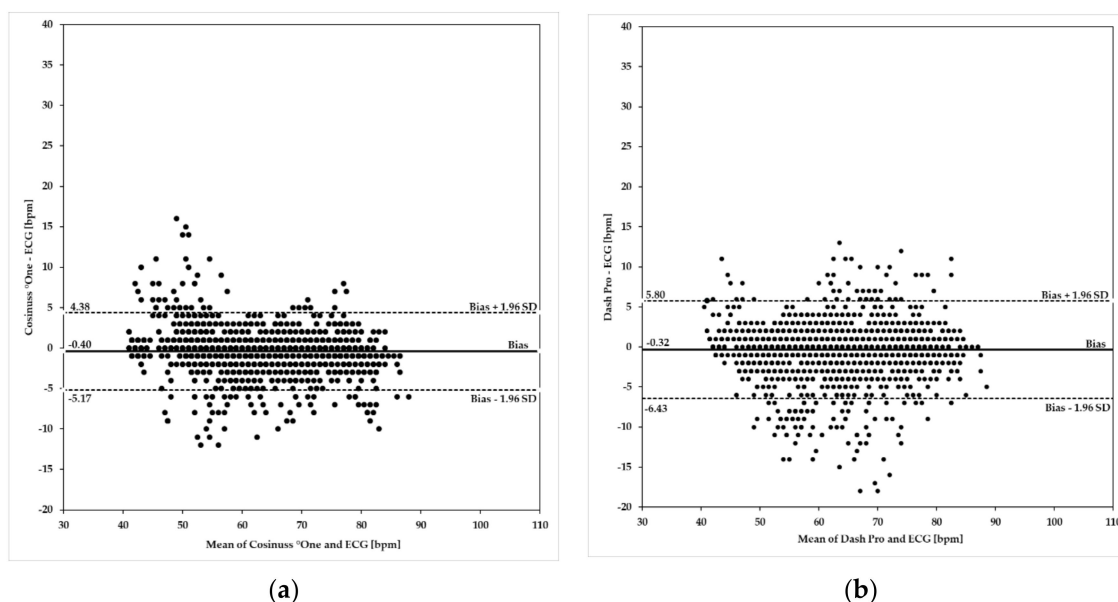 40
35
30
25
20
15
10
5
0
-5
-10
-15
-20
Cosinuss °One - ECG [bpm]
4.38
Bias + 1.96 SD
-0.40
Bias
-5.17
Bias - 1.96 SD
30 40 50 60 70 80 90 100 110
Mean of Cosinuss °One and ECG [bpm]
(a)
40
35
30
25
20
15
10
5
0
-5
-10
-15
-20
Dash Pro - ECG [bpm]
5.80
Bias + 1.96 SD
-0.32
Bias
-6.43
Bias - 1.96 SD
30 40 50 60 70 80 90 100 110
Mean of Dash Pro and ECG [bpm]
(b)